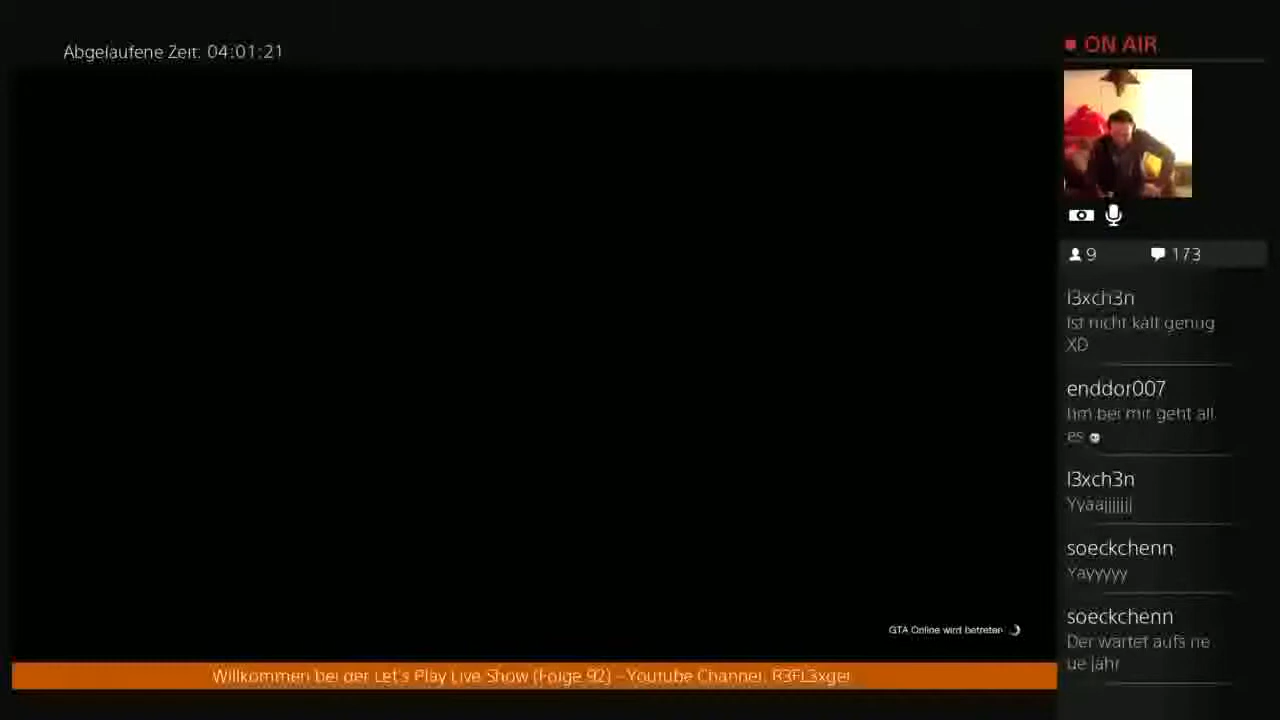 Abgelaufene Zeit: 04:01:21
ON AIR
9 173
l3xch3n
Ist nicht kalt genug
XD
enddor007
hm bei mir geht all
es
l3xch3n
Yyaajjjjjjj
soeckchenn
Yayyyyy
soeckchenn
Der wartet aufs ne
ue jahr
GTA Online wird betreten
Willkommen bei der Let's Play Live Show (Folge 92) - Youtube Channel: R3FL3xger